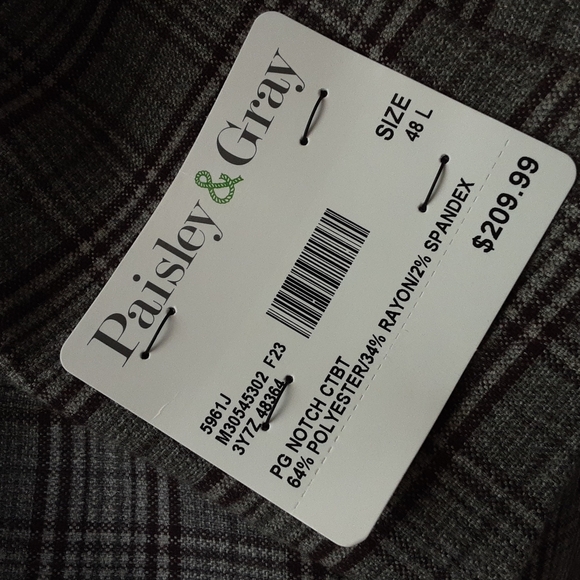 Paisley & Gray
SIZE
48 L
5961J
M30545302 F23
3Y7Z 48364
PG NOTCH CTBT
64% POLYESTER/34% RAYON/2% SPANDEX
$209.99